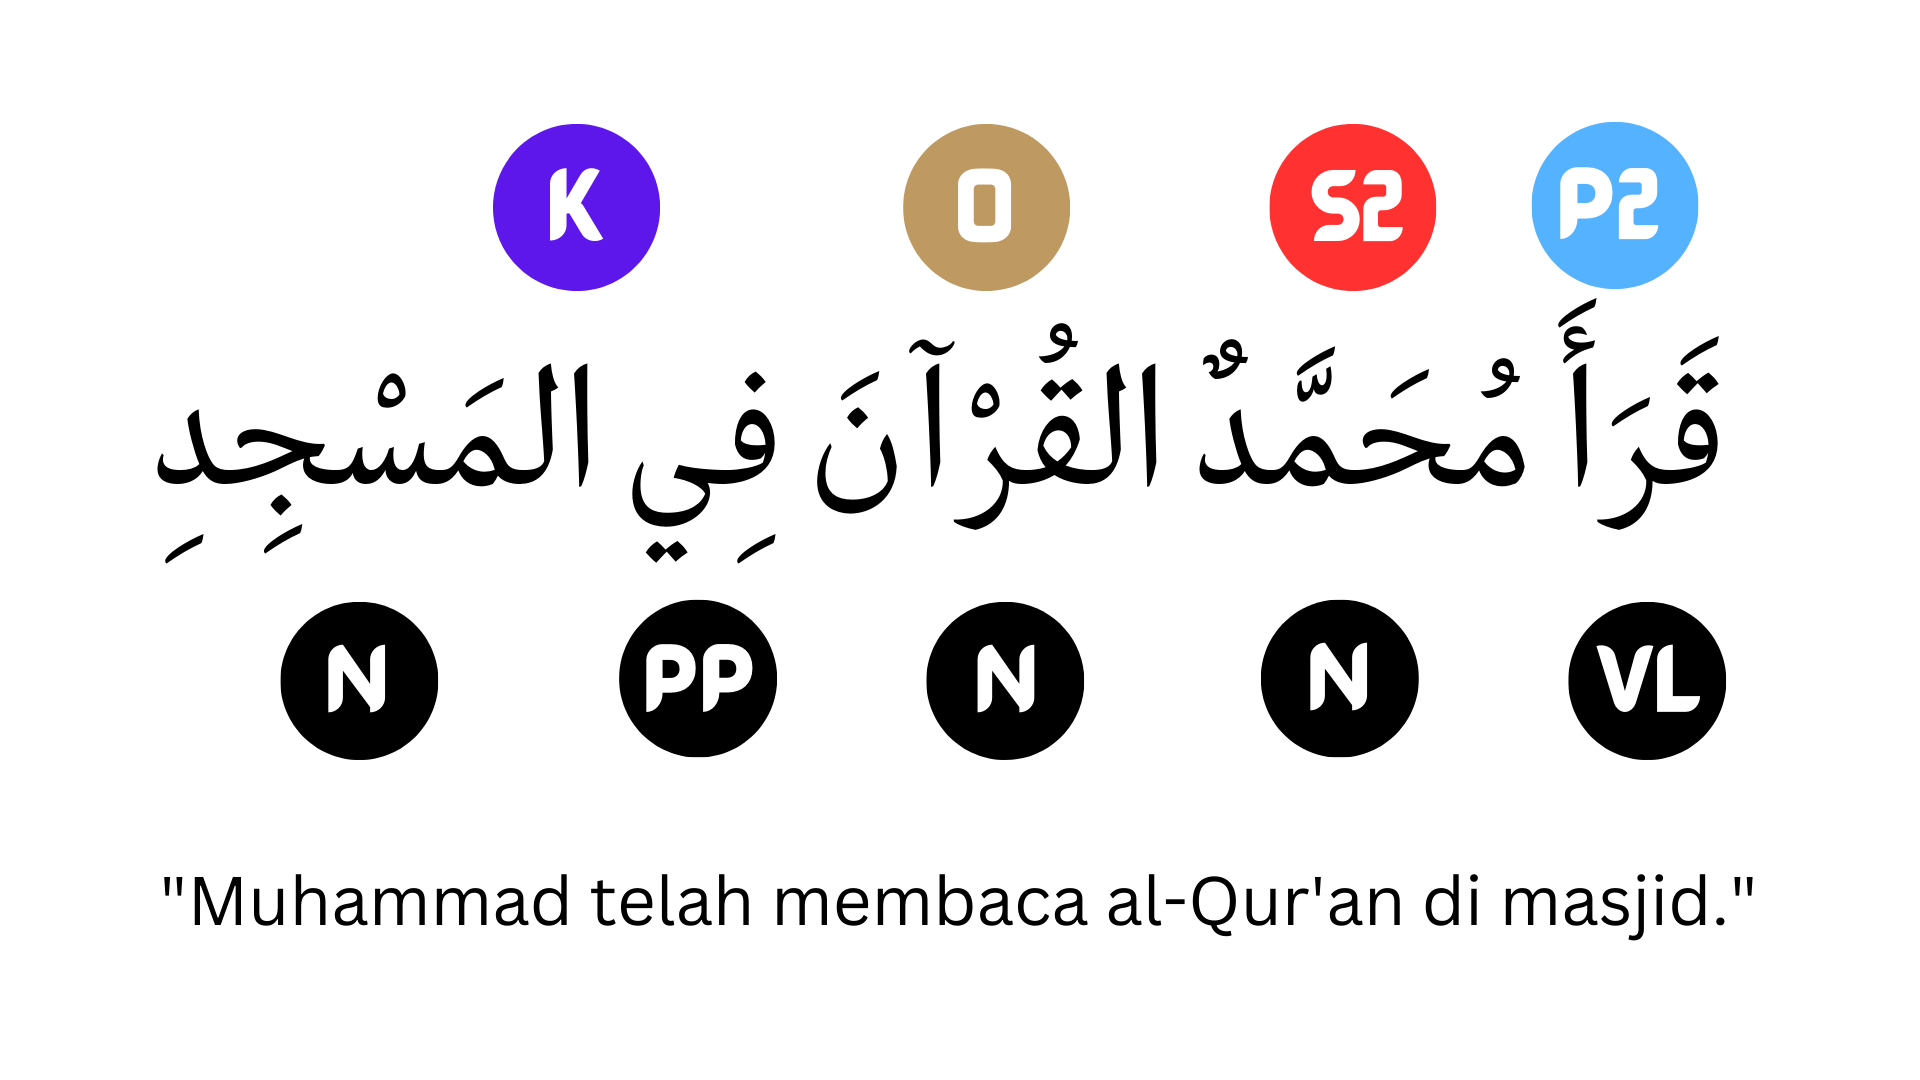 K O S2 P2
قَرَأَ مُحَمَّدٌ القُرْآنَ فِي المَسْجِدِ
N PP N N VL
"Muhammad telah membaca al-Qur'an di masjid."